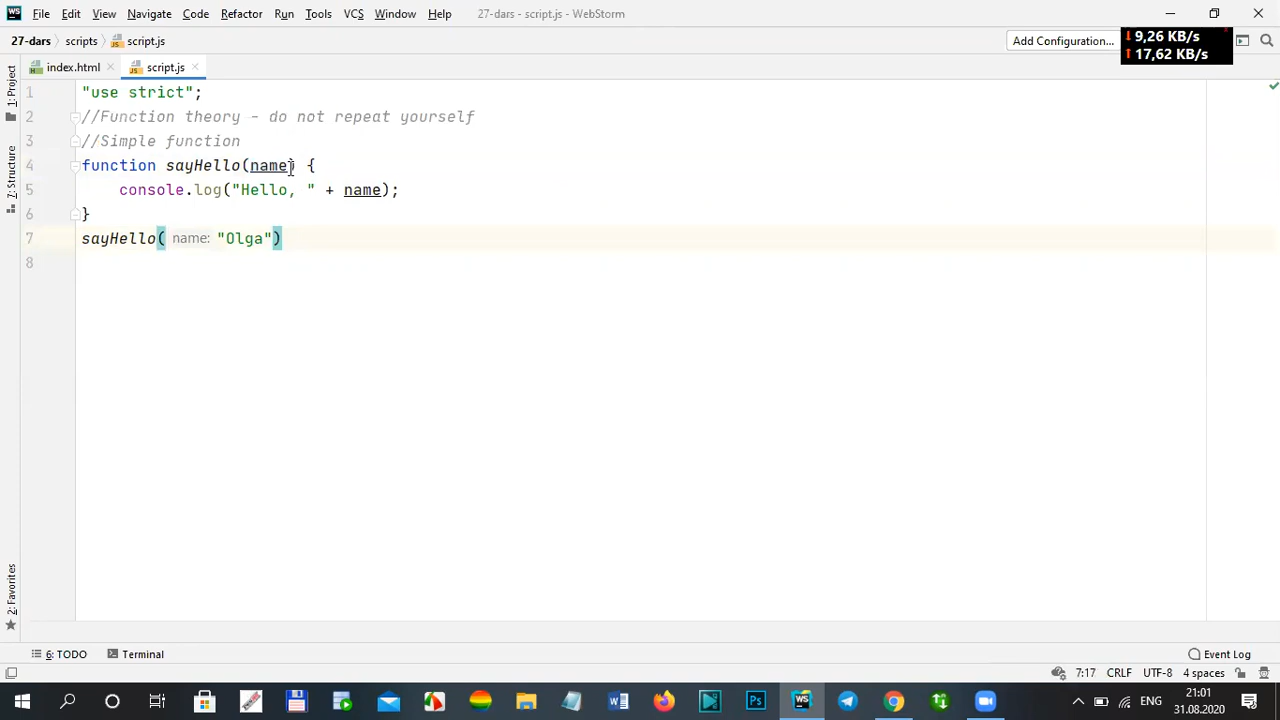 WS File Edit View Navigate Code Refactor Run Tools VCS Window Help 27-dars - script.js - WebStorm
27-dars scripts script.js Add Configuration...
9,26 KB/s
17,62 KB/s
index.html script.js
1 "use strict";
2 //Function theory - do not repeat yourself
3 //Simple function
4 function sayHello(name) {
5 console.log("Hello, " + name);
6 }
7 sayHello( name: "Olga")
8
1: Project
7: Structure
2: Favorites
6: TODO Terminal Event Log
7:17 CRLF UTF-8 4 spaces
ENG 21:01
31.08.2020